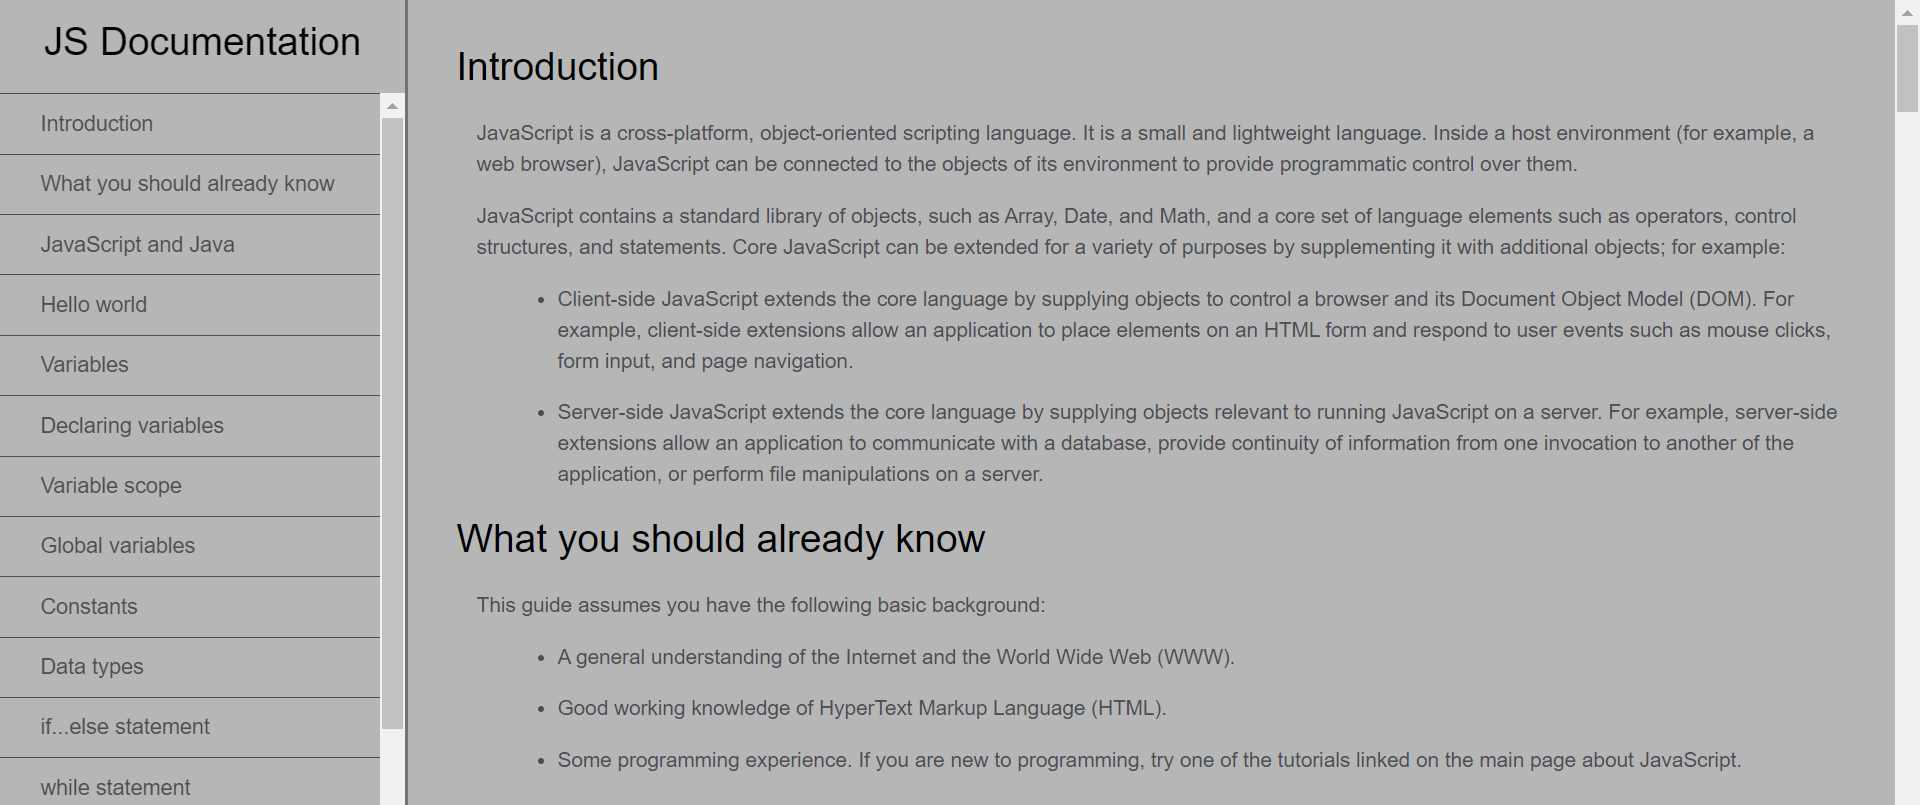 JS Documentation
Introduction
What you should already know
JavaScript and Java
Hello world
Variables
Declaring variables
Variable scope
Global variables
Constants
Data types
if...else statement
while statement
Introduction
JavaScript is a cross-platform, object-oriented scripting language. It is a small and lightweight language. Inside a host environment (for example, a
web browser), JavaScript can be connected to the objects of its environment to provide programmatic control over them.
JavaScript contains a standard library of objects, such as Array, Date, and Math, and a core set of language elements such as operators, control
structures, and statements. Core JavaScript can be extended for a variety of purposes by supplementing it with additional objects; for example:
• Client-side JavaScript extends the core language by supplying objects to control a browser and its Document Object Model (DOM). For
example, client-side extensions allow an application to place elements on an HTML form and respond to user events such as mouse clicks,
form input, and page navigation.
• Server-side JavaScript extends the core language by supplying objects relevant to running JavaScript on a server. For example, server-side
extensions allow an application to communicate with a database, provide continuity of information from one invocation to another of the
application, or perform file manipulations on a server.
What you should already know
This guide assumes you have the following basic background:
• A general understanding of the Internet and the World Wide Web (WWW).
• Good working knowledge of HyperText Markup Language (HTML).
• Some programming experience. If you are new to programming, try one of the tutorials linked on the main page about JavaScript.